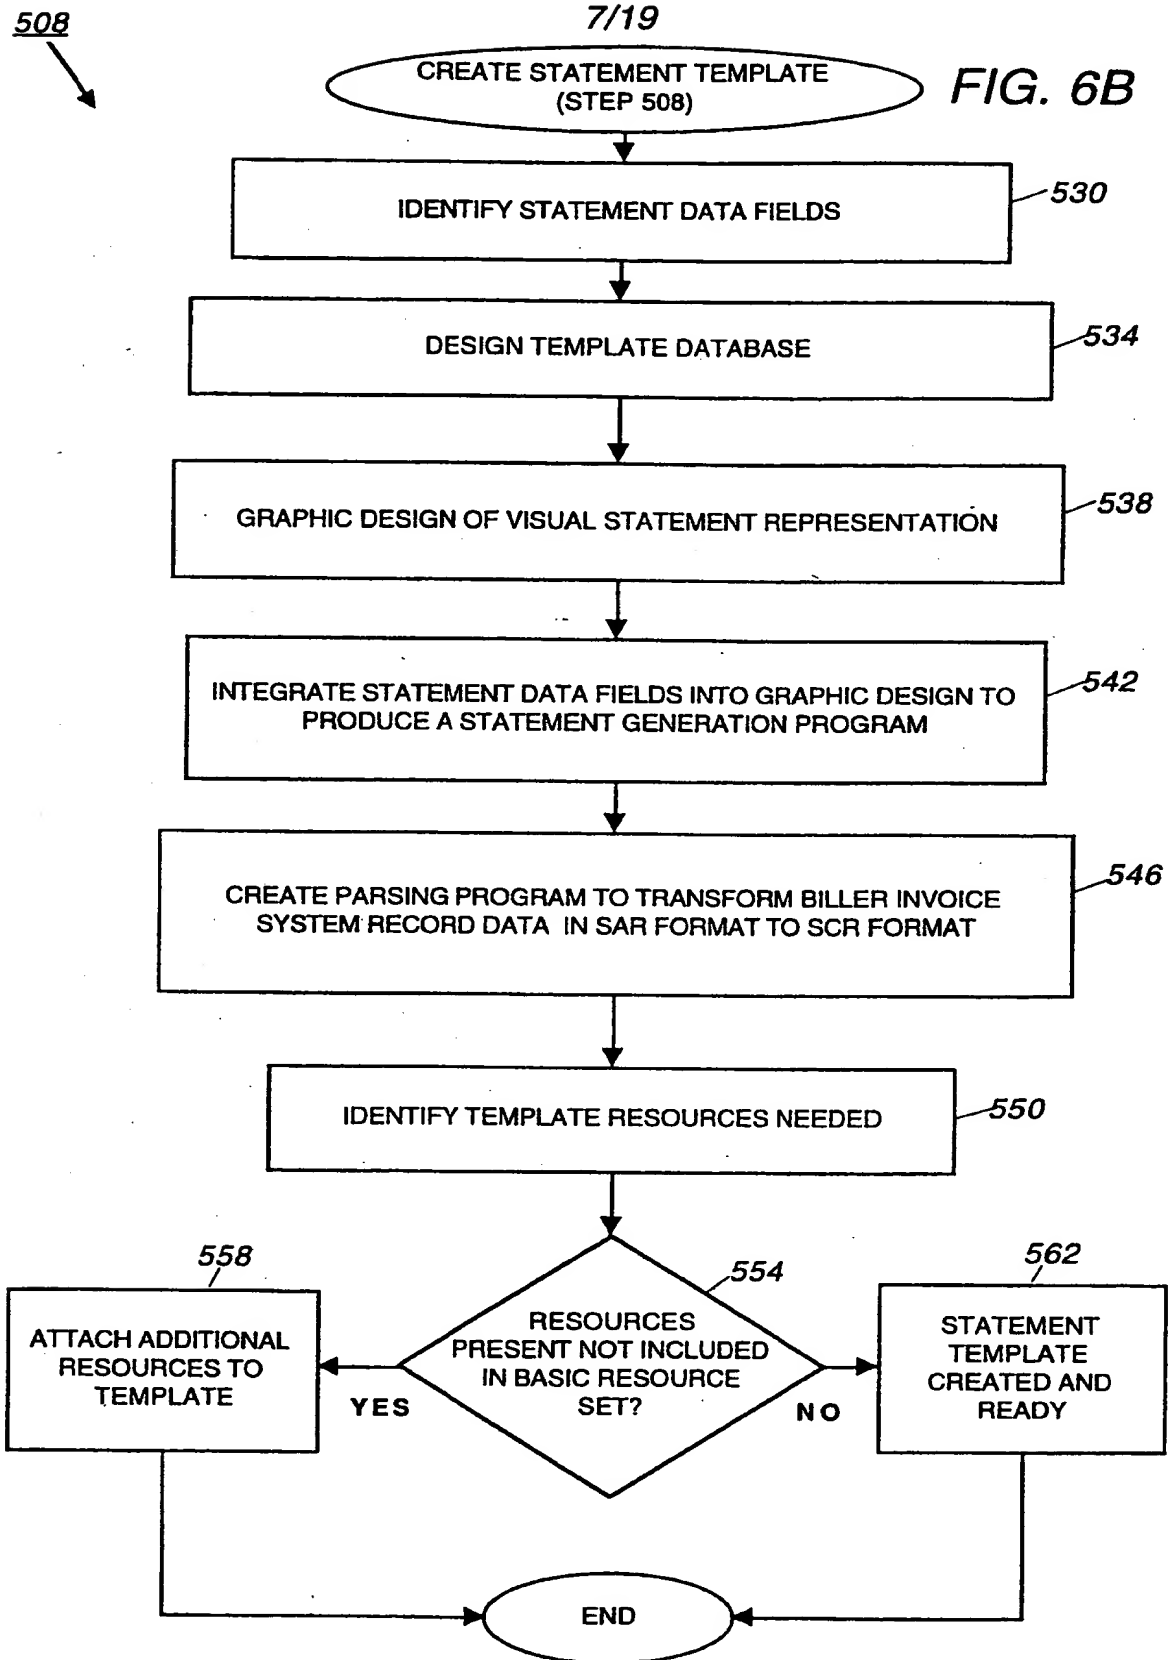 508
7/19
CREATE STATEMENT TEMPLATE
(STEP 508)
FIG. 6B
IDENTIFY STATEMENT DATA FIELDS
530
DESIGN TEMPLATE DATABASE
534
GRAPHIC DESIGN OF VISUAL STATEMENT REPRESENTATION
538
INTEGRATE STATEMENT DATA FIELDS INTO GRAPHIC DESIGN TO
PRODUCE A STATEMENT GENERATION PROGRAM
542
CREATE PARSING PROGRAM TO TRANSFORM BILLER INVOICE
SYSTEM RECORD DATA IN SAR FORMAT TO SCR FORMAT
546
IDENTIFY TEMPLATE RESOURCES NEEDED
550
558
ATTACH ADDITIONAL
RESOURCES TO
TEMPLATE
YES
554
RESOURCES
PRESENT NOT INCLUDED
IN BASIC RESOURCE
SET?
NO
562
STATEMENT
TEMPLATE
CREATED AND
READY
END